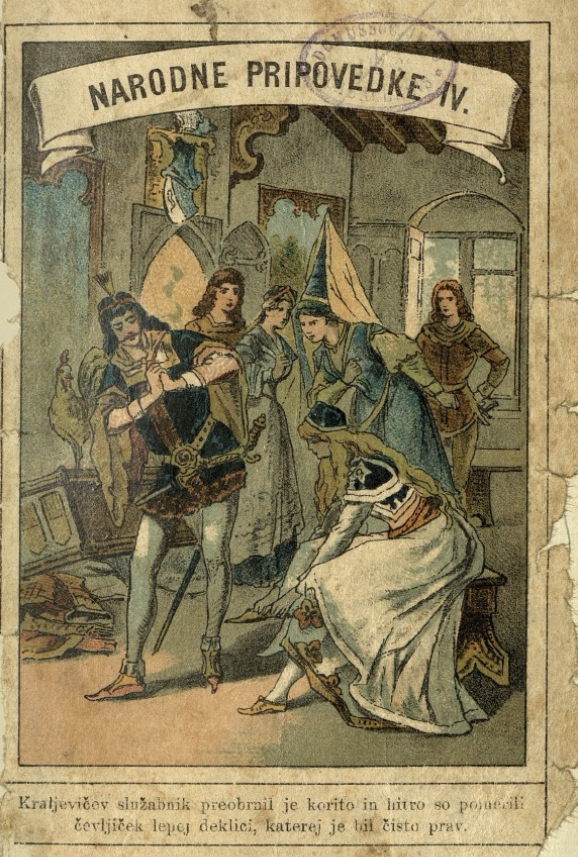 NARODNE PRIPOVEDKE IV.
Kraljevičev služabnik preobrnil je korito in hitro so pomerili
čevljiček lepej deklici, katerej je bil čisto prav.